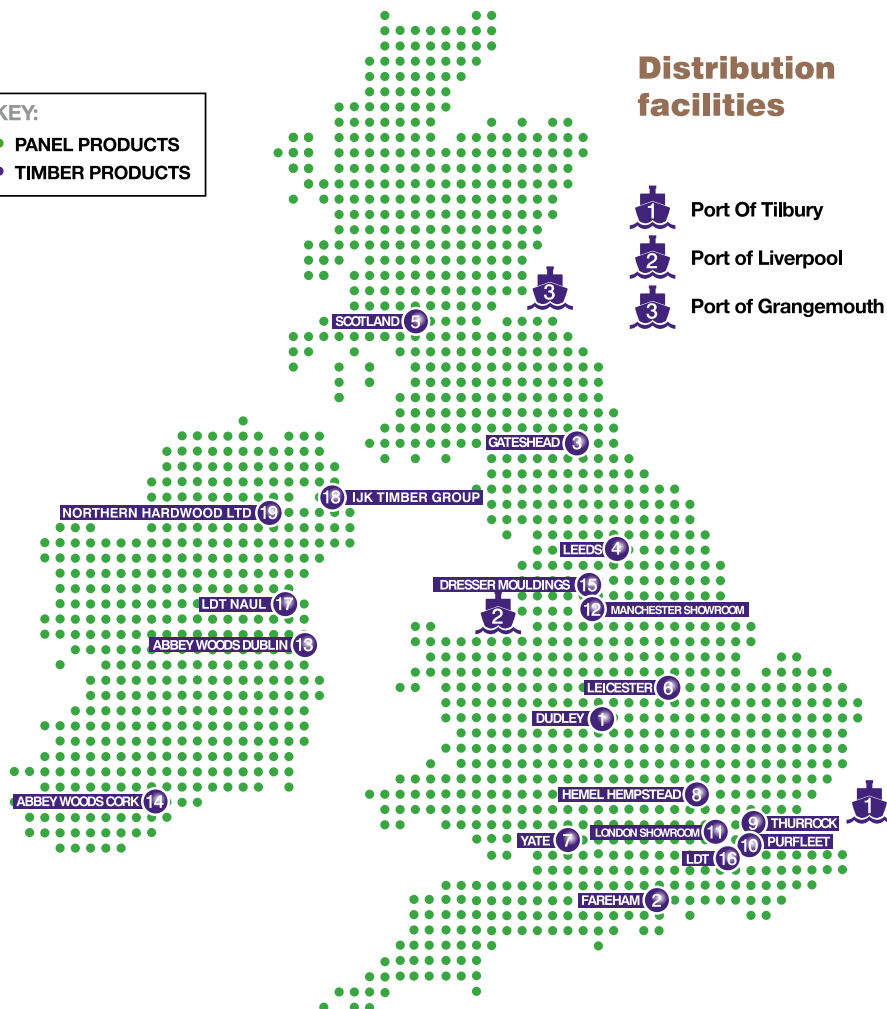 Distribution
facilities
KEY:
PANEL PRODUCTS
TIMBER PRODUCTS
1 Port Of Tilbury
2 Port of Liverpool
3 Port of Grangemouth
3
SCOTLAND 5
GATESHEAD 3
18 IJK TIMBER GROUP
NORTHERN HARDWOOD LTD 19
LEEDS 4
DRESSER MOULDINGS 15
2
12 MANCHESTER SHOWROOM
LDT NAUL 17
ABBEY WOODS DUBLIN 13
LEICESTER 6
DUDLEY 1
HEMEL HEMPSTEAD 8
ABBEY WOODS CORK 14
1
9 THURROCK
LONDON SHOWROOM 11
YATE 7
10 PURFLEET
LDT 16
FAREHAM 2